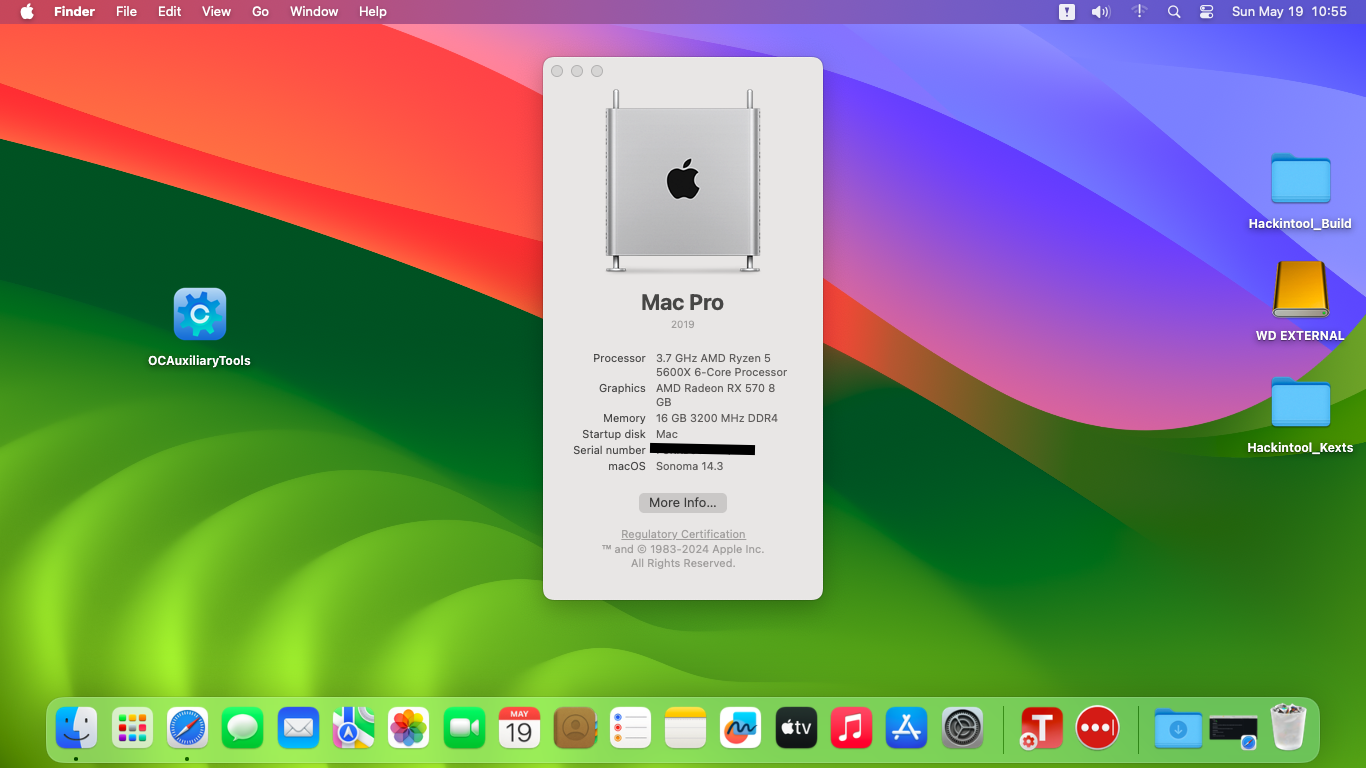 Finder File Edit View Go Window Help Sun May 19 10:55
Mac Pro
2019
Processor 3.7 GHz AMD Ryzen 5
5600X 6-Core Processor
Graphics AMD Radeon RX 570 8
GB
Memory 16 GB 3200 MHz DDR4
Startup disk Mac
Serial number
macOS Sonoma 14.3
More Info...
Regulatory Certification
™ and © 1983-2024 Apple Inc.
All Rights Reserved.
OCAuxiliaryTools
Hackintool_Build
WD EXTERNAL
Hackintool_Kexts
MAY
19
tv
T